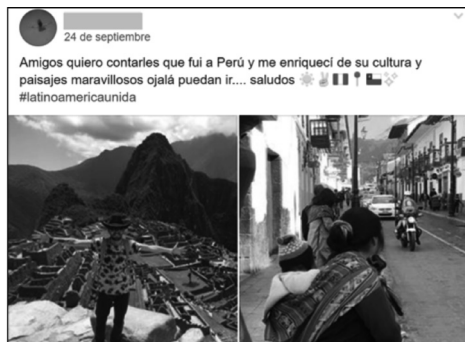 24 de septiembre
Amigos quiero contarles que fui a Perú y me enriquecí de su cultura y
paisajes maravillosos ojalá puedan ir.... saludos
#latinoamericaunida